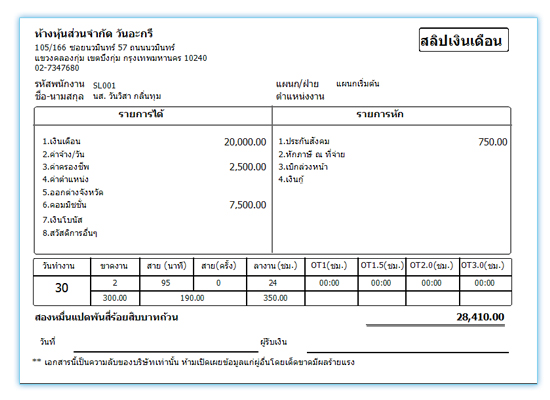 ห้างหุ้นส่วนจำกัด วันอะกรี
สลิปเงินเดือน
105/166 ซอยนวมินทร์ 57 ถนนนวมินทร์
แขวงคลองกุ่ม เขตบึงกุ่ม กรุงเทพมหานคร 10240
02-7347680
รหัสพนักงาน SL001 แผนก/ฝ่าย แผนกเริ่มต้น
ชื่อ-นามสกุล นส. วันวิสา กลั่นทุม ตำแหน่งงาน
รายการได้ รายการหัก
1.เงินเดือน 20,000.00 1.ประกันสังคม 750.00
2.ค่าจ้าง/วัน 2.หักภาษี ณ ที่จ่าย
3.ค่าครองชีพ 2,500.00 3.เบิกล่วงหน้า
4.ค่าตำแหน่ง 4.เงินกู้
5.ออกต่างจังหวัด
6.คอมมิชชั่น 7,500.00
7.เงินโบนัส
8.สวัสดิการอื่นๆ
วันทำงาน ขาดงาน สาย (นาที) สาย(ครั้ง) ลางาน (ชม.) OT1(ชม.) OT1.5(ชม.) OT2.0(ชม.) OT3.0(ชม.)
30 2 95 0 24 00:00 00:00 00:00 00:00
300.00 190.00 350.00
สองหมื่นแปดพันสี่ร้อยสิบบาทถ้วน 28,410.00
วันที่ ผู้รับเงิน
** เอกสารนี้เป็นความลับของบริษัทเท่านั้น ห้ามเปิดเผยข้อมูลแก่ผู้อื่นโดยเด็ดขาดมีผลร้ายแรง